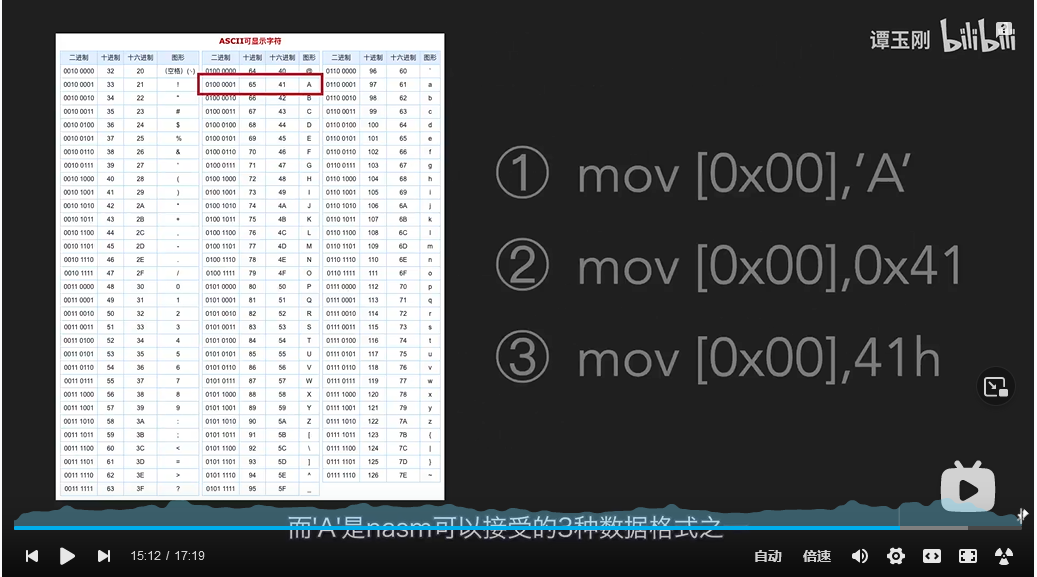 谭玉刚 bilibili
ASCII可显示字符
二进制 十进制 十六进制 图形 二进制 十进制 十六进制 图形 二进制 十进制 十六进制 图形
0010 0000 32 20 (空格) (␠) 0100 0000 64 40 @ 0110 0000 96 60 `
0010 0001 33 21 ! 0100 0001 65 41 A 0110 0001 97 61 a
0010 0010 34 22 " 0100 0010 66 42 B 0110 0010 98 62 b
0010 0011 35 23 # 0100 0011 67 43 C 0110 0011 99 63 c
0010 0100 36 24 $ 0100 0100 68 44 D 0110 0100 100 64 d
0010 0101 37 25 % 0100 0101 69 45 E 0110 0101 101 65 e
0010 0110 38 26 & 0100 0110 70 46 F 0110 0110 102 66 f
0010 0111 39 27 ' 0100 0111 71 47 G 0110 0111 103 67 g
0010 1000 40 28 ( 0100 1000 72 48 H 0110 1000 104 68 h
0010 1001 41 29 ) 0100 1001 73 49 I 0110 1001 105 69 i
0010 1010 42 2A * 0100 1010 74 4A J 0110 1010 106 6A j
0010 1011 43 2B + 0100 1011 75 4B K 0110 1011 107 6B k
0010 1100 44 2C , 0100 1100 76 4C L 0110 1100 108 6C l
0010 1101 45 2D - 0100 1101 77 4D M 0110 1101 109 6D m
0010 1110 46 2E . 0100 1110 78 4E N 0110 1110 110 6E n
0010 1111 47 2F / 0100 1111 79 4F O 0110 1111 111 6F o
0011 0000 48 30 0 0101 0000 80 50 P 0111 0000 112 70 p
0011 0001 49 31 1 0101 0001 81 51 Q 0111 0001 113 71 q
0011 0010 50 32 2 0101 0010 82 52 R 0111 0010 114 72 r
0011 0011 51 33 3 0101 0011 83 53 S 0111 0011 115 73 s
0011 0100 52 34 4 0101 0100 84 54 T 0111 0100 116 74 t
0011 0101 53 35 5 0101 0101 85 55 U 0111 0101 117 75 u
0011 0110 54 36 6 0101 0110 86 56 V 0111 0110 118 76 v
0011 0111 55 37 7 0101 0111 87 57 W 0111 0111 119 77 w
0011 1000 56 38 8 0101 1000 88 58 X 0111 1000 120 78 x
0011 1001 57 39 9 0101 1001 89 59 Y 0111 1001 121 79 y
0011 1010 58 3A : 0101 1010 90 5A Z 0111 1010 122 7A z
0011 1011 59 3B ; 0101 1011 91 5B [ 0111 1011 123 7B {
0011 1100 60 3C < 0101 1100 92 5C \ 0111 1100 124 7C |
0011 1101 61 3D = 0101 1101 93 5D ] 0111 1101 125 7D }
0011 1110 62 3E > 0101 1110 94 5E ^ 0111 1110 126 7E ~
0011 1111 63 3F ? 0101 1111 95 5F _
① mov [0x00],'A'
② mov [0x00],0x41
③ mov [0x00],41h
而'A'是nasm可以接受的3种数据格式之
15:12 / 17:19 自动 倍速